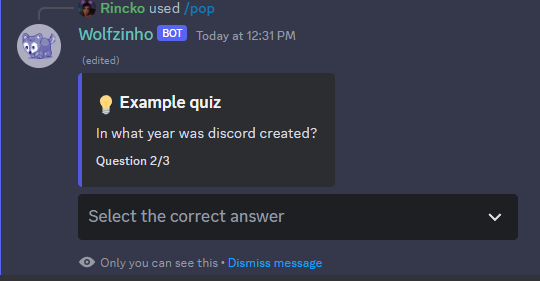 Rincko used /pop
Wolfzinho BOT Today at 12:31 PM
(edited)
Example quiz
In what year was discord created?
Question 2/3
Select the correct answer
Only you can see this • Dismiss message